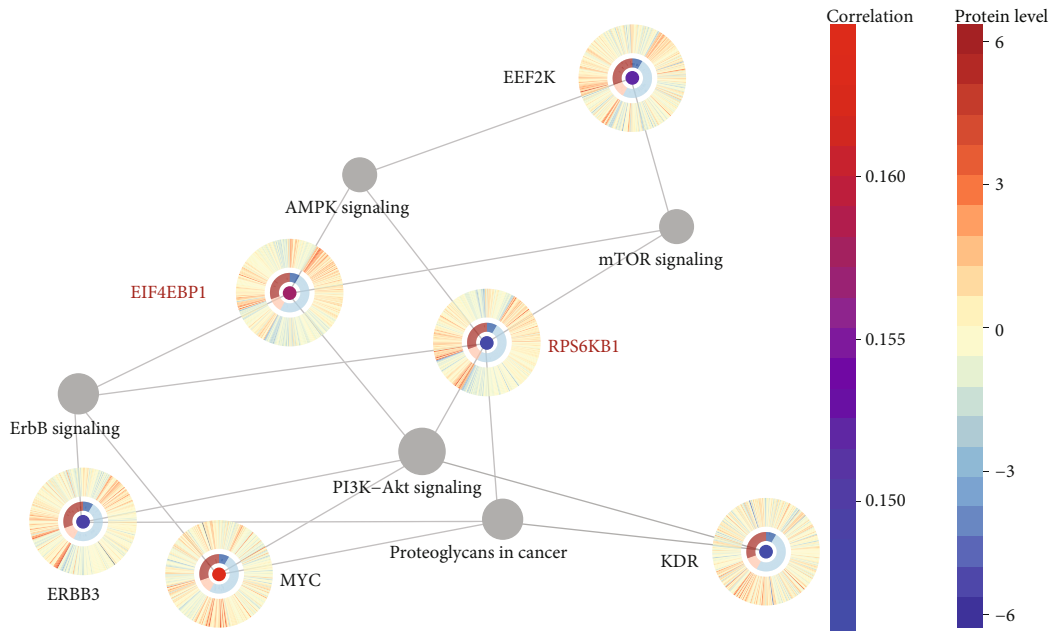 Correlation
Protein level
6
EEF2K
0.160
3
AMPK signaling
mTOR signaling
EIF4EBP1
0
0.155
RPS6KB1
ErbB signaling
−3
PI3K−Akt signaling
0.150
Proteoglycans in cancer
KDR
MYC
ERBB3
−6